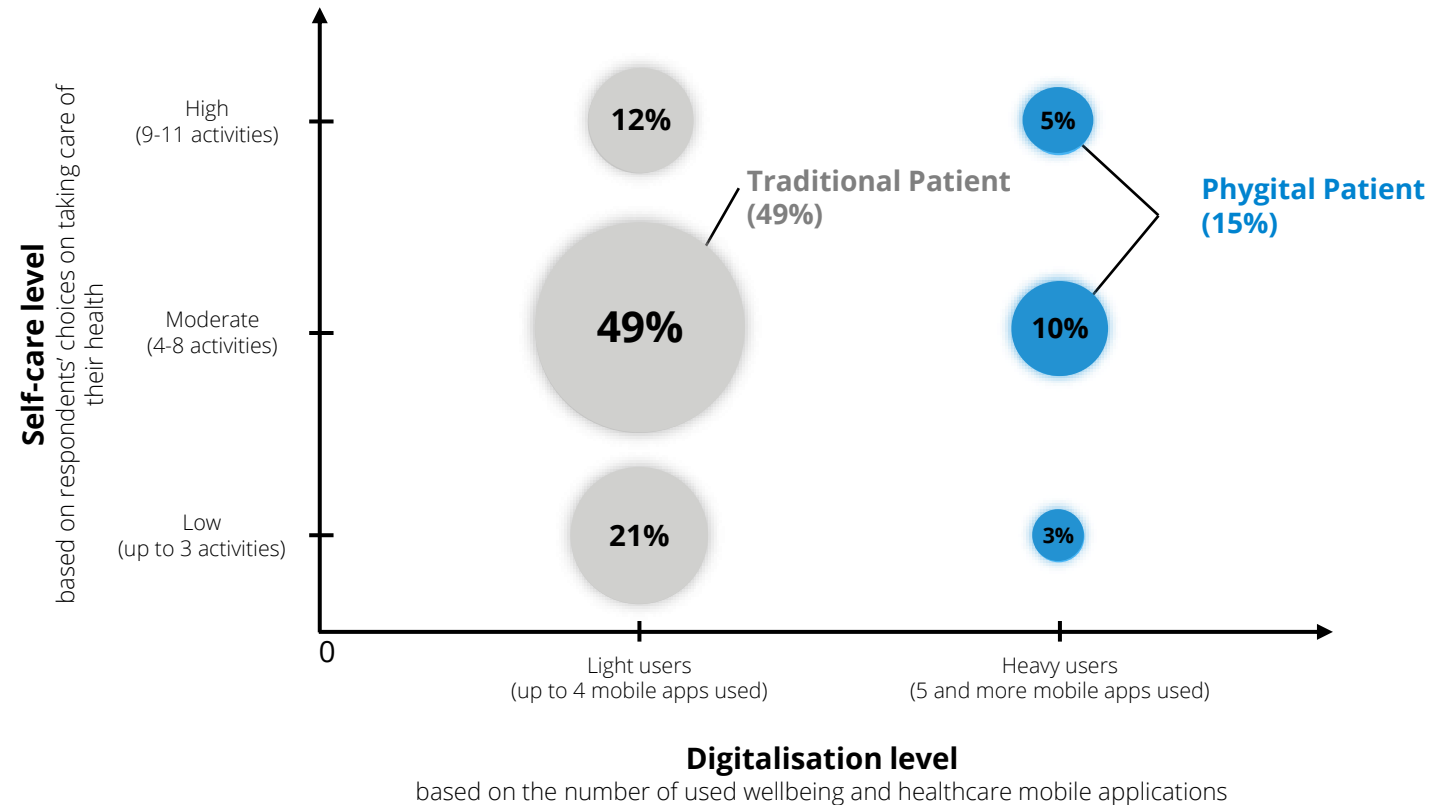 Self-care level
based on respondents’ choices on taking care of
their health
High
(9-11 activities)
Moderate
(4-8 activities)
Low
(up to 3 activities)
12%
5%
Traditional Patient
(49%)
Phygital Patient
(15%)
49%
10%
21%
3%
0
Light users
(up to 4 mobile apps used)
Heavy users
(5 and more mobile apps used)
Digitalisation level
based on the number of used wellbeing and healthcare mobile applications